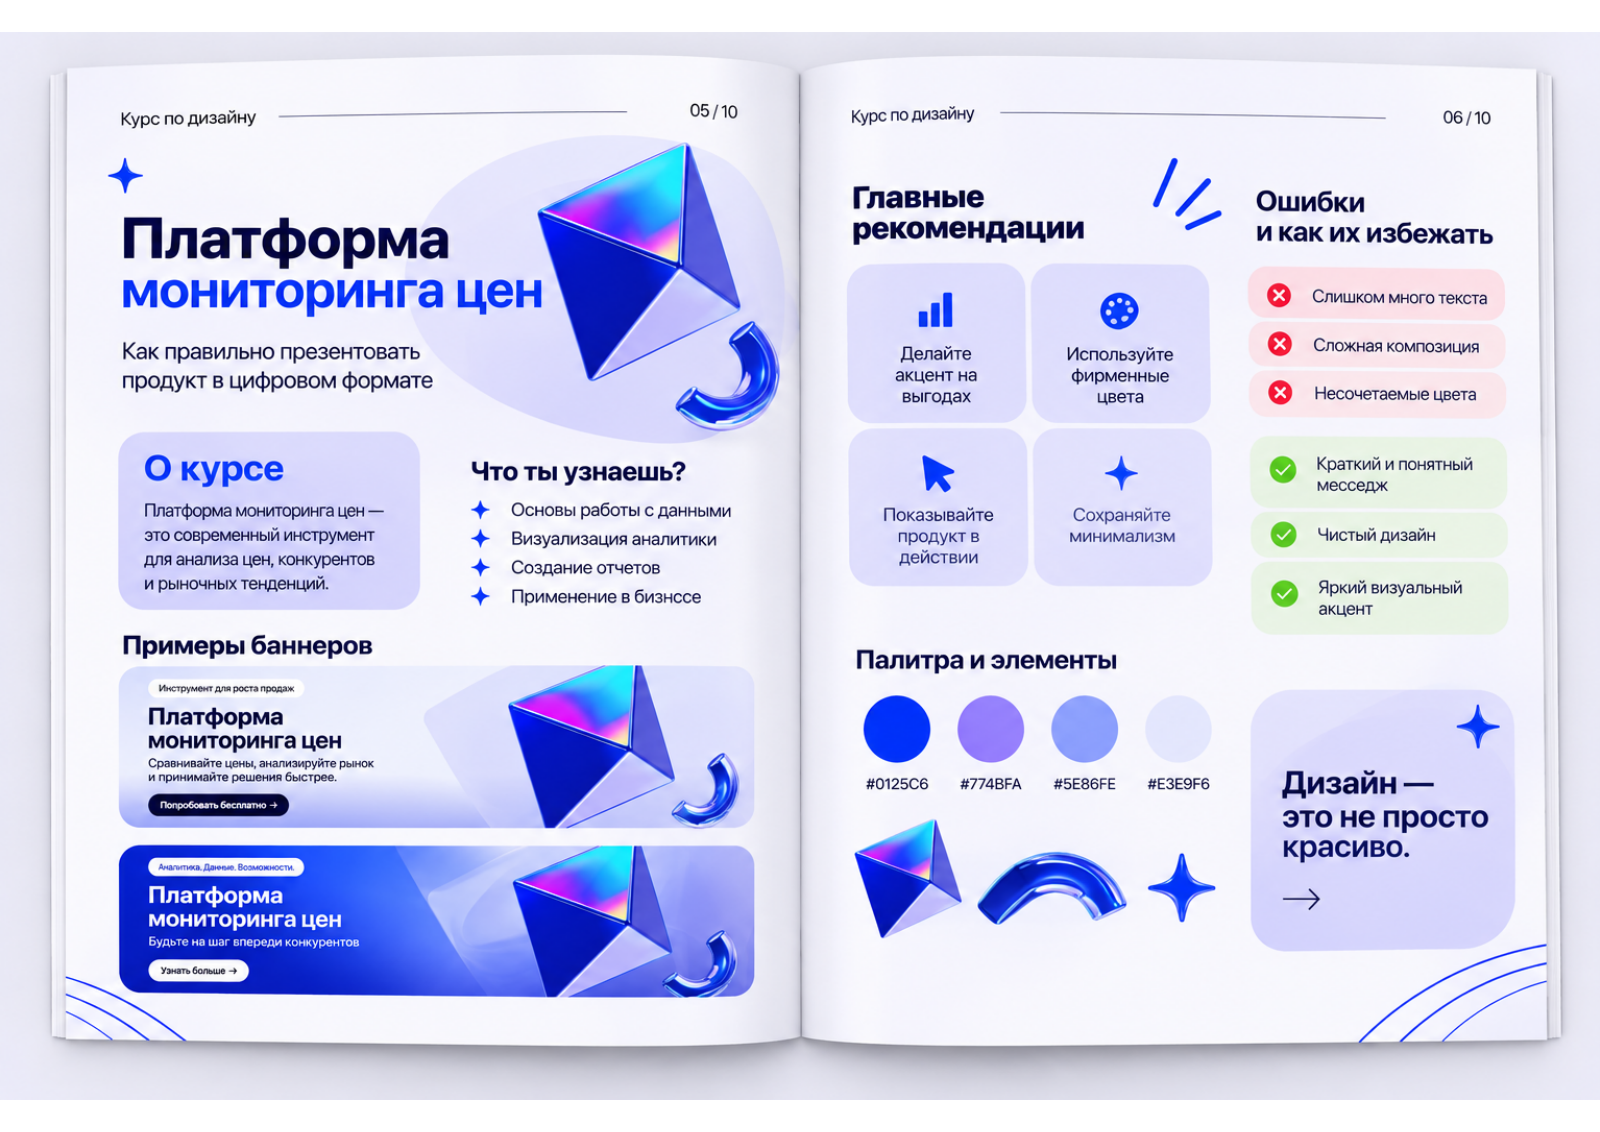 Курс по дизайну
05 / 10
Платформа
мониторинга цен
Как правильно презентовать
продукт в цифровом формате
О курсе
Платформа мониторинга цен —
это современный инструмент
для анализа цен, конкурентов
и рыночных тенденций.
Что ты узнаешь?
Основы работы с данными
Визуализация аналитики
Создание отчетов
Применение в бизнссе
Примеры баннеров
Инструмент для роста продаж
Платформа
мониторинга цен
Сравнивайте цены, анализируйте рынок
и принимайте решения быстрее.
Попробовать бесплатно →
Аналитика. Данные. Возможности.
Платформа
мониторинга цен
Будьте на шаг впереди конкурентов
Узнать больше →
Курс по дизайну
06 / 10
Главные
рекомендации
Делайте
акцент на
выгодах
Используйте
фирменные
цвета
Показывайте
продукт в
действии
Сохраняйте
минимализм
Ошибки
и как их избежать
Слишком много текста
Сложная композиция
Несочетаемые цвета
Краткий и понятный
месседж
Чистый дизайн
Яркий визуальный
акцент
Палитра и элементы
#0125C6
#774BFA
#5E86FE
#E3E9F6
Дизайн —
это не просто
красиво.
→